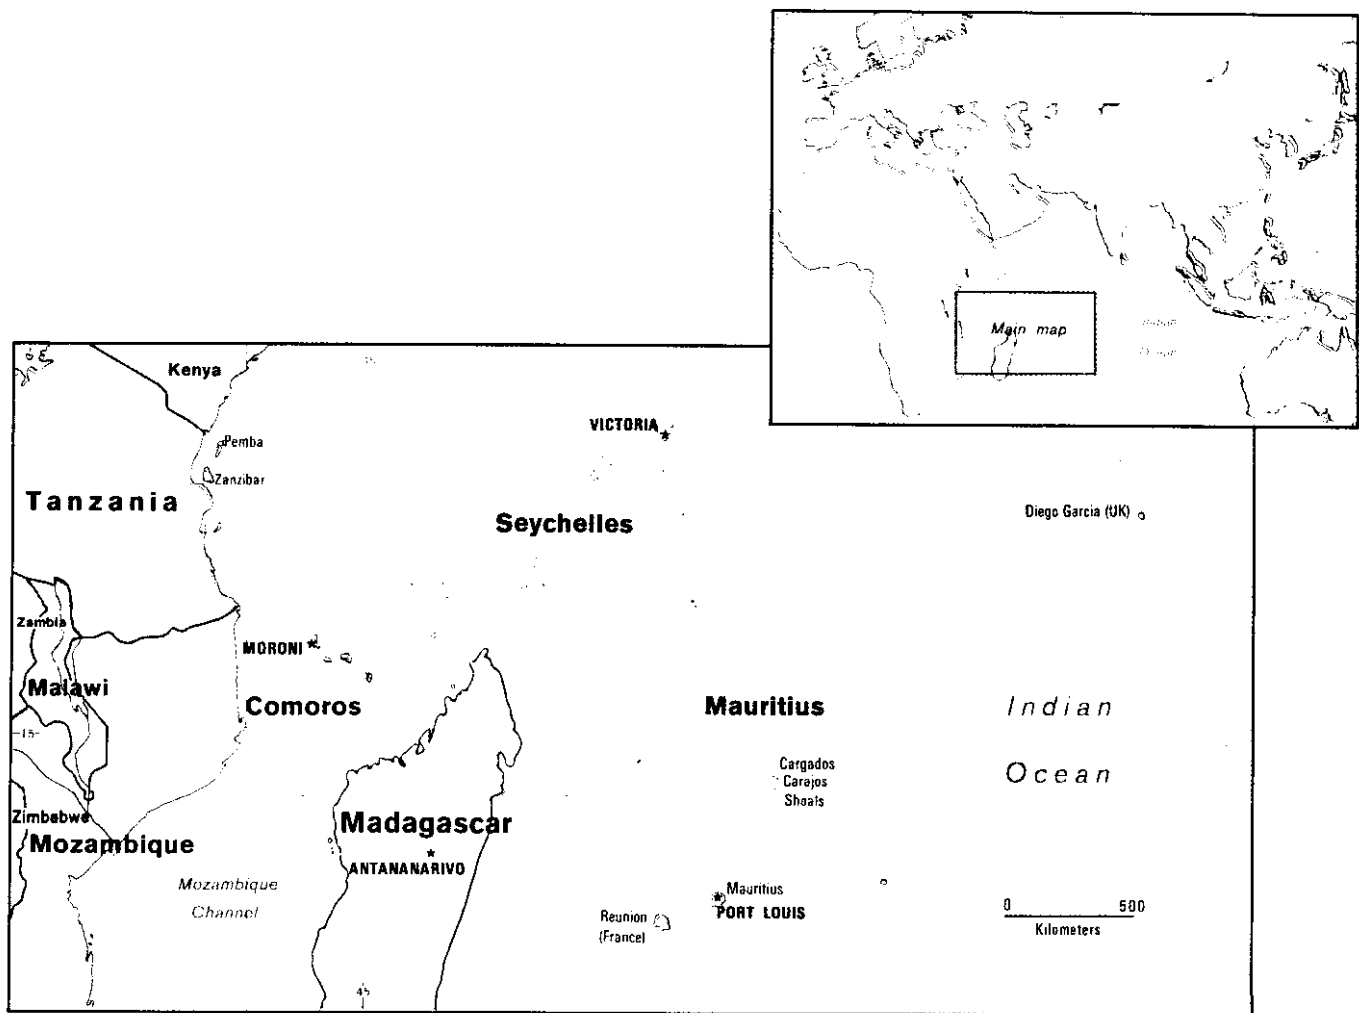 Main map
Kenya
VICTORIA
Pemba
Zanzibar
Tanzania
Seychelles
Diego Garcia (UK)
Zambia
MORONI
Malawi
Comoros
Mauritius
Indian
Ocean
-15-
Cargados
Carajos
Shoals
Zimbabwe
Mozambique
Madagascar
ANTANANARIVO
Mozambique
Channel
Mauritius
PORT LOUIS
Reunion
(France)
0 500
Kilometers
45